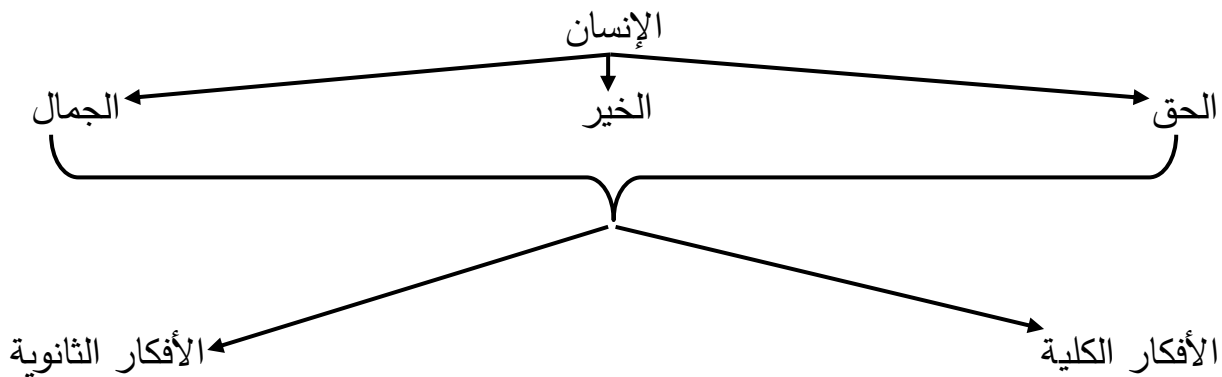 الإنسان
الحق الخير الجمال
الأفكار الكلية الأفكار الثانوية